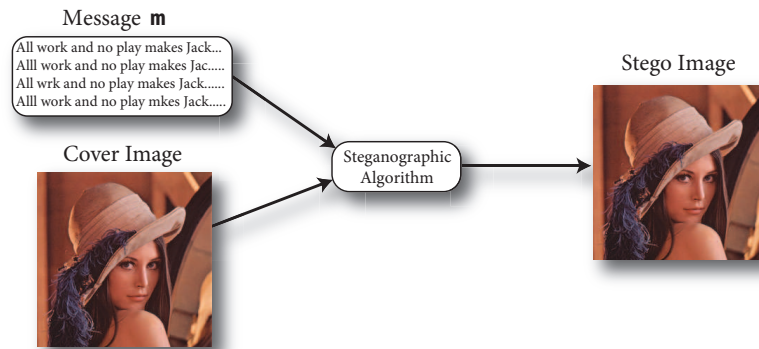 Message m
All work and no play makes Jack...
Alll work and no play makes Jac.....
All wrk and no play makes Jack......
Alll work and no play mkes Jack.....
Stego Image
Cover Image
Steganographic
Algorithm